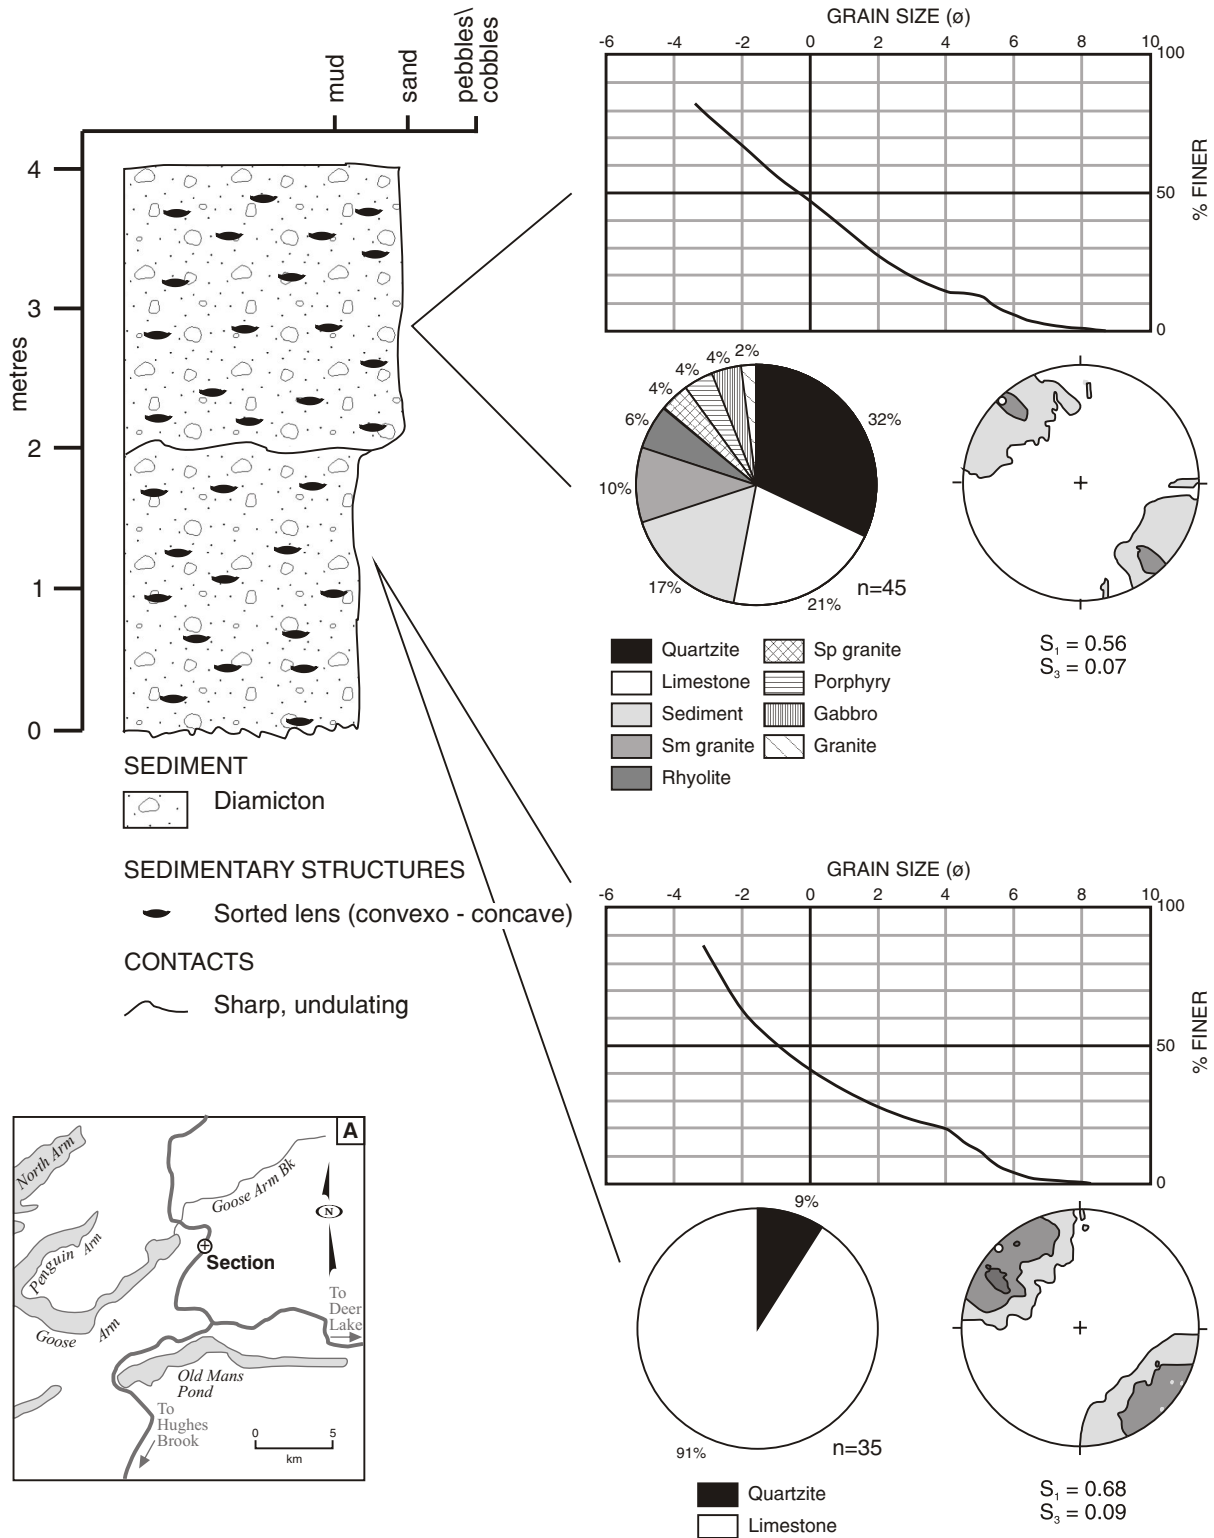 mud
sand
pebbles\
cobbles
metres
4
3
2
1
0
SEDIMENT
Diamicton
SEDIMENTARY STRUCTURES
Sorted lens (convexo - concave)
CONTACTS
Sharp, undulating
GRAIN SIZE (ø)
-6 -4 -2 0 2 4 6 8 10
100
50
0
% FINER
32%
21%
17%
10%
6%
4%
4%
4%
2%
n=45
Quartzite
Limestone
Sediment
Sm granite
Rhyolite
Sp granite
Porphyry
Gabbro
Granite
S₁ = 0.56
S₃ = 0.07
GRAIN SIZE (ø)
-6 -4 -2 0 2 4 6 8 10
100
50
0
% FINER
9%
91%
n=35
Quartzite
Limestone
S₁ = 0.68
S₃ = 0.09
A
North Arm
Goose Arm Bk
N
Penguin Arm
Section
Goose Arm
To
Deer
Lake
Old Mans
Pond
To
Hughes
Brook
0 5
km